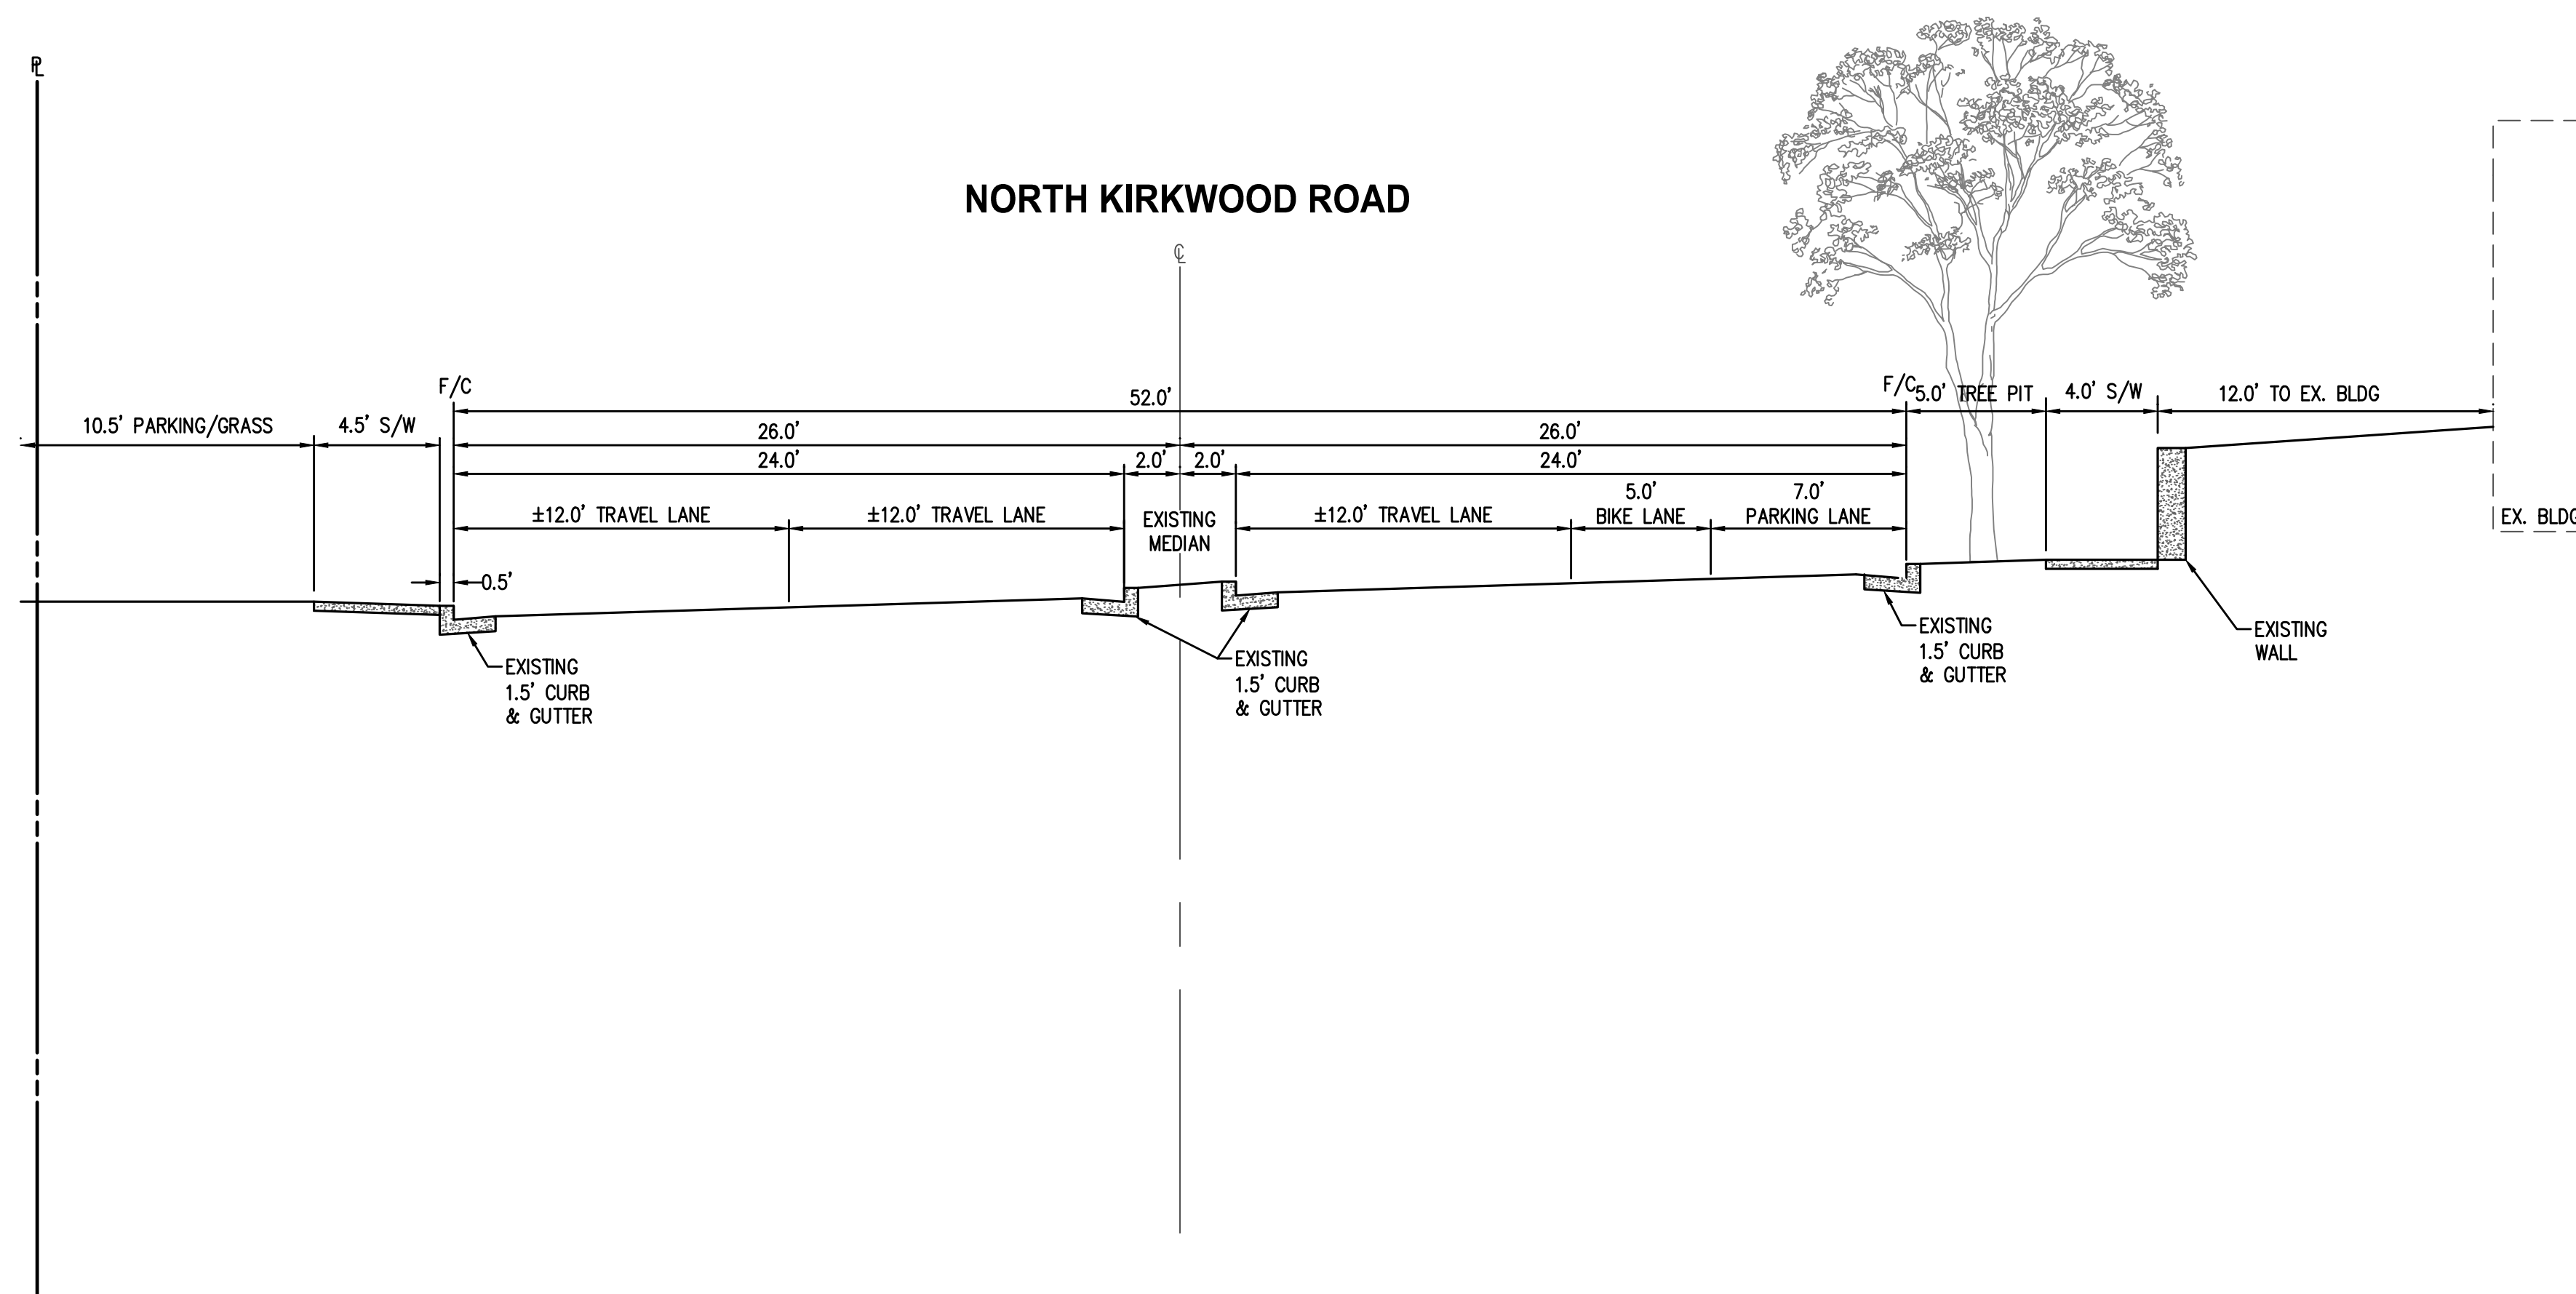 PL
NORTH KIRKWOOD ROAD
CL
F/C
52.0'
F/C
5.0' TREE PIT
4.0' S/W
12.0' TO EX. BLDG
10.5' PARKING/GRASS
4.5' S/W
26.0'
26.0'
24.0'
2.0'
2.0'
24.0'
±12.0' TRAVEL LANE
±12.0' TRAVEL LANE
EXISTING
MEDIAN
±12.0' TRAVEL LANE
5.0'
BIKE LANE
7.0'
PARKING LANE
EX. BLDG
0.5'
EXISTING
1.5' CURB
& GUTTER
EXISTING
1.5' CURB
& GUTTER
EXISTING
1.5' CURB
& GUTTER
EXISTING
WALL